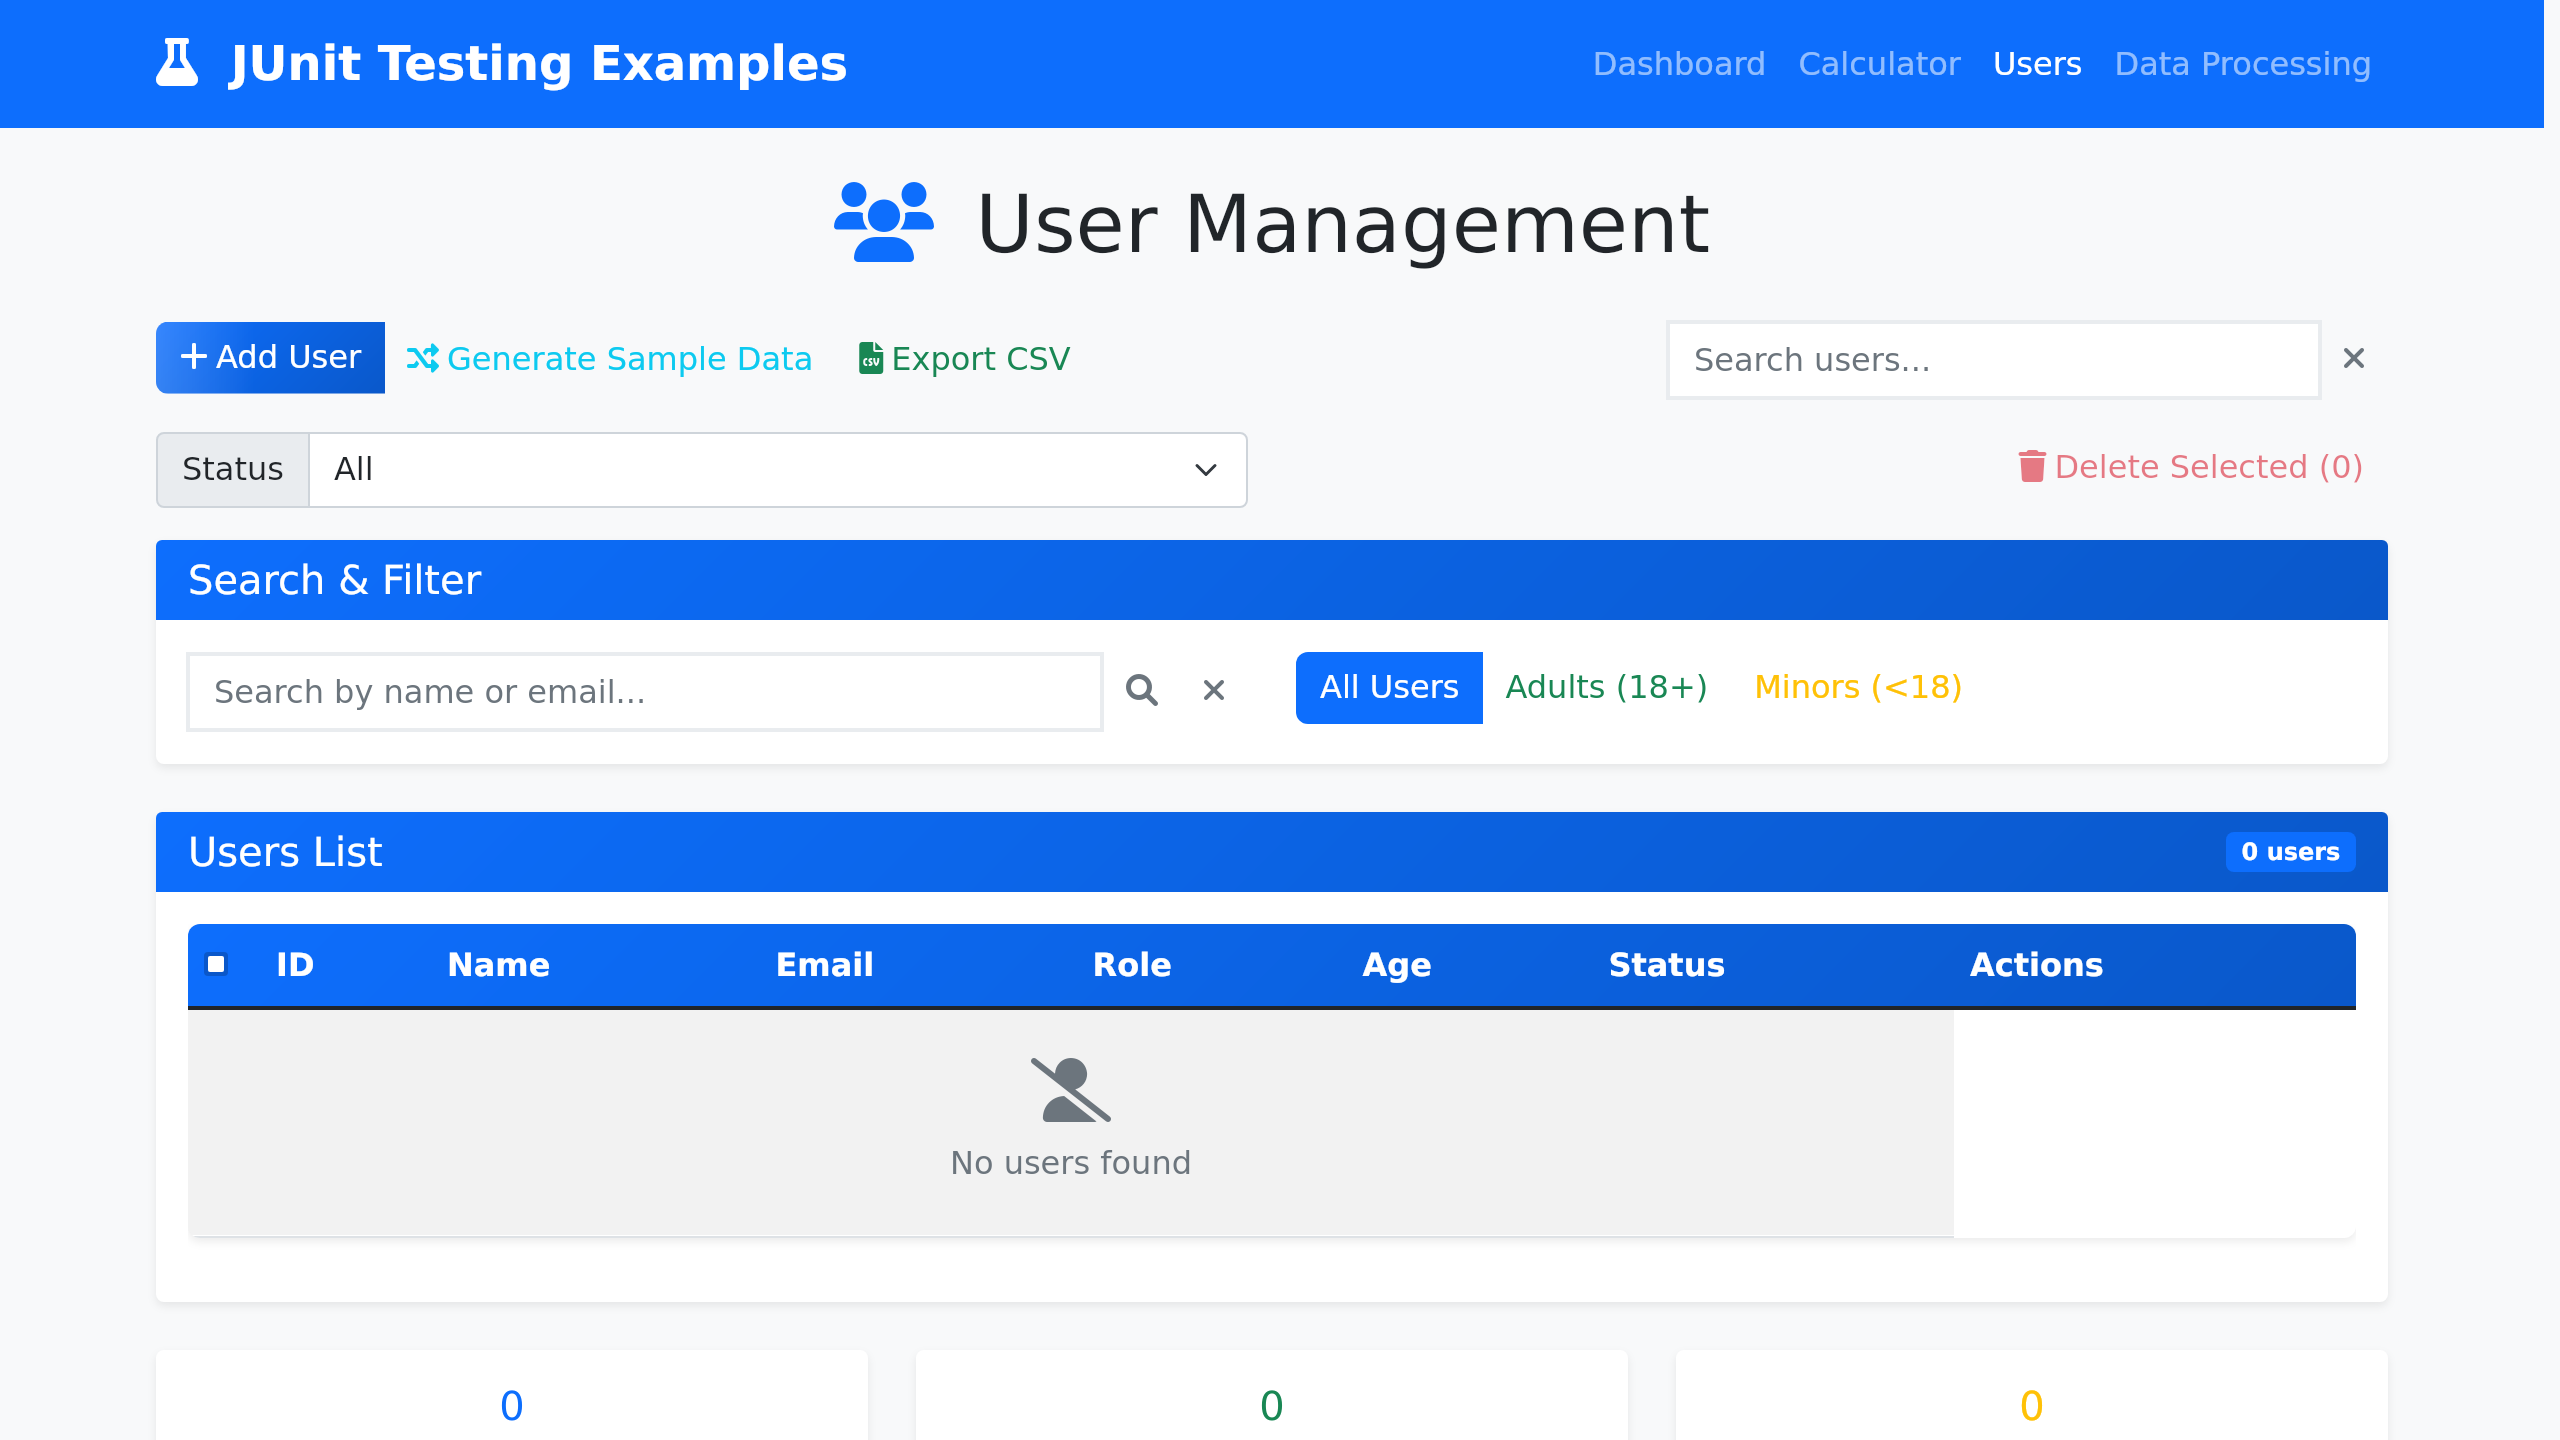 JUnit Testing Examples
Dashboard Calculator Users Data Processing
User Management
Add User Generate Sample Data Export CSV Search users...
Status All Delete Selected (0)
Search & Filter
Search by name or email... All Users Adults (18+) Minors (<18)
Users List 0 users
ID Name Email Role Age Status Actions
No users found
0 0 0